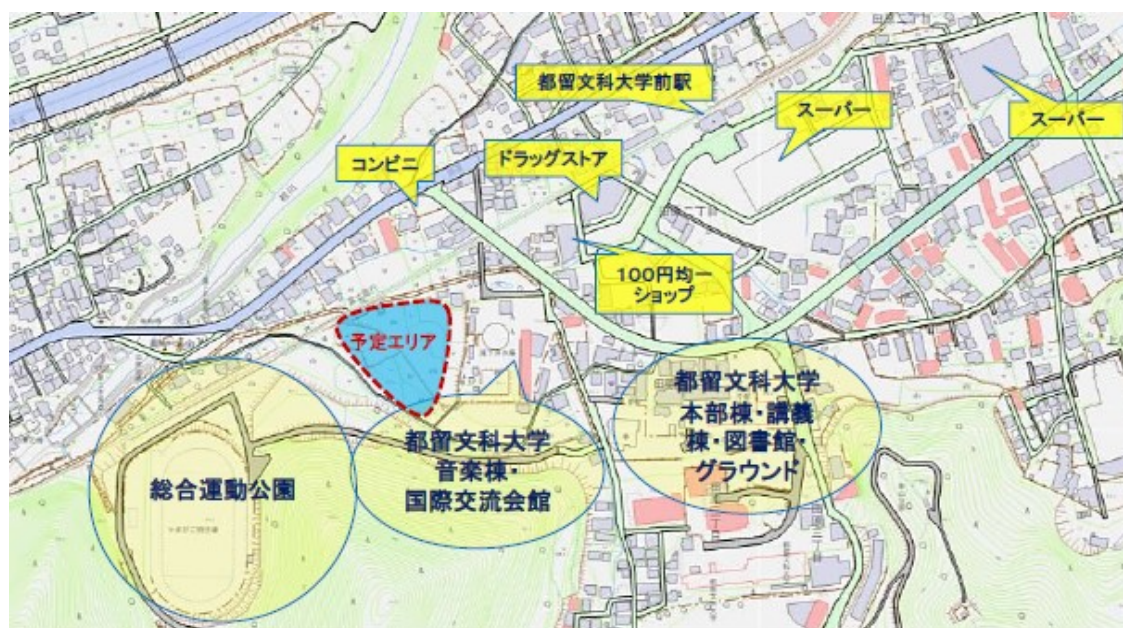 都留文科大学前駅
スーパー
スーパー
コンビニ
ドラッグストア
100円均一
ショップ
予定エリア
都留文科大学
本部棟・講義
棟・図書館・
グラウンド
都留文科大学
音楽棟・
国際交流会館
総合運動公園